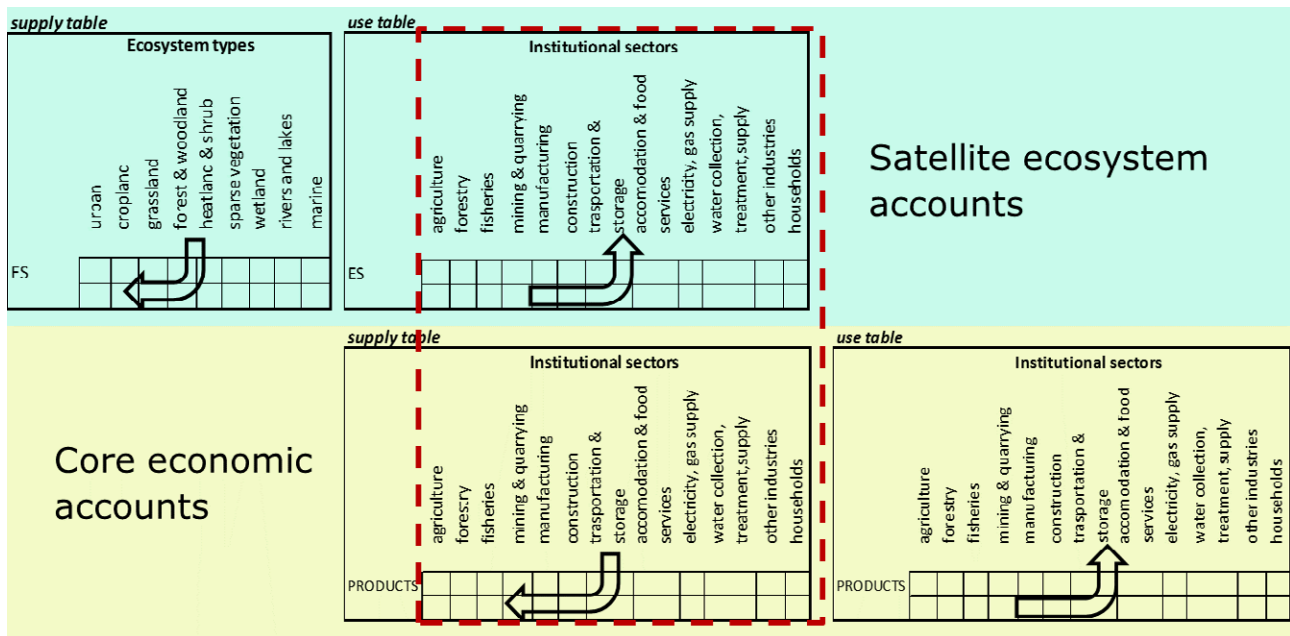 supply table
Ecosystem types
urban
croplanc
grassland
forest & woodland
heatlanc & shrub
sparse vegetation
wetland
rivers and lakes
marine
ES
use table
Institutional sectors
agriculture
forestry
fisheries
mining & quarrying
manufacturing
construction
trasportation &
storage
accomodation & food
services
electricity, gas supply
water collection,
treatment,supply
other industries
households
ES
Satellite ecosystem
accounts
Core economic
accounts
supply table
Institutional sectors
agriculture
forestry
fisheries
mining & quarrying
manufacturing
construction
trasportation &
storage
accomodation & food
services
electricity, gas supply
water collection,
treatment,supply
other industries
households
PRODUCTS
use table
Institutional sectors
agriculture
forestry
fisheries
mining & quarrying
manufacturing
construction
trasportation &
storage
accomodation & food
services
electricity, gas supply
water collection,
treatment, supply
other industries
households
PRODUCTS